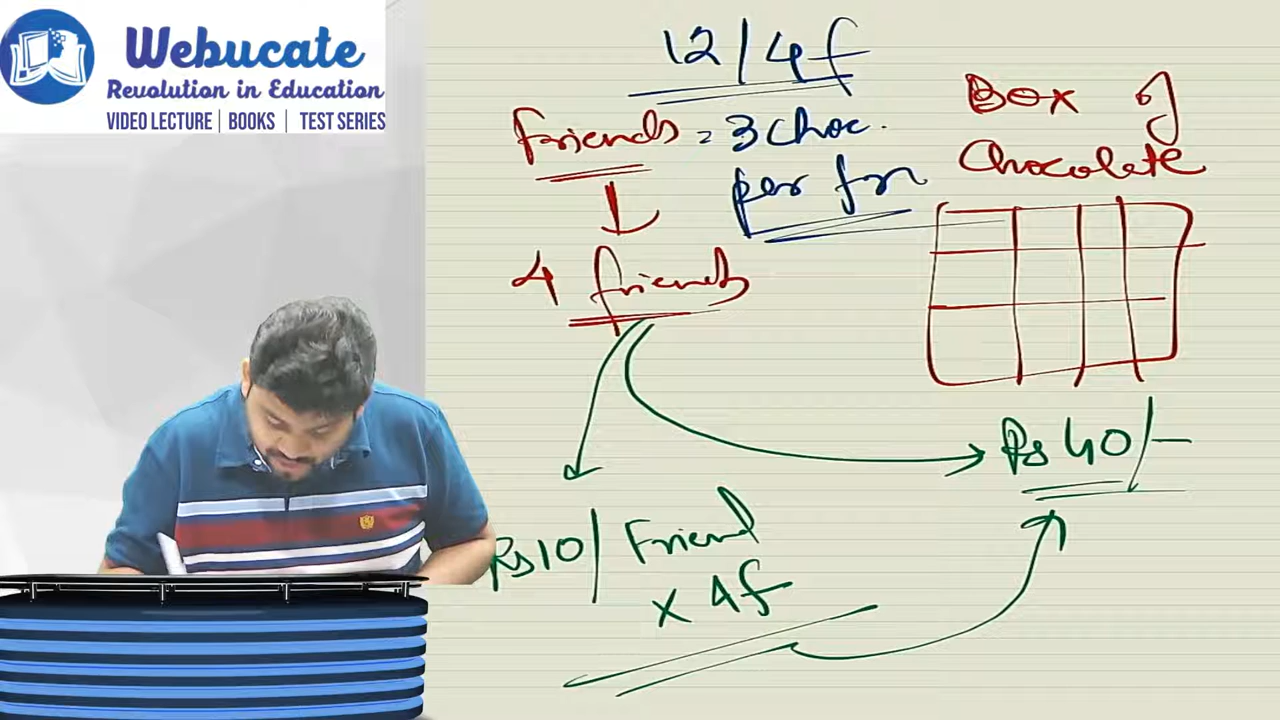 Webucate
Revolution in Education
VIDEO LECTURE | BOOKS | TEST SERIES
12/4f
friends = 3 choc.
per frn
Box of
Chocolate
4 friends
Rs 40/-
Rs 10/ Friend
x 4f